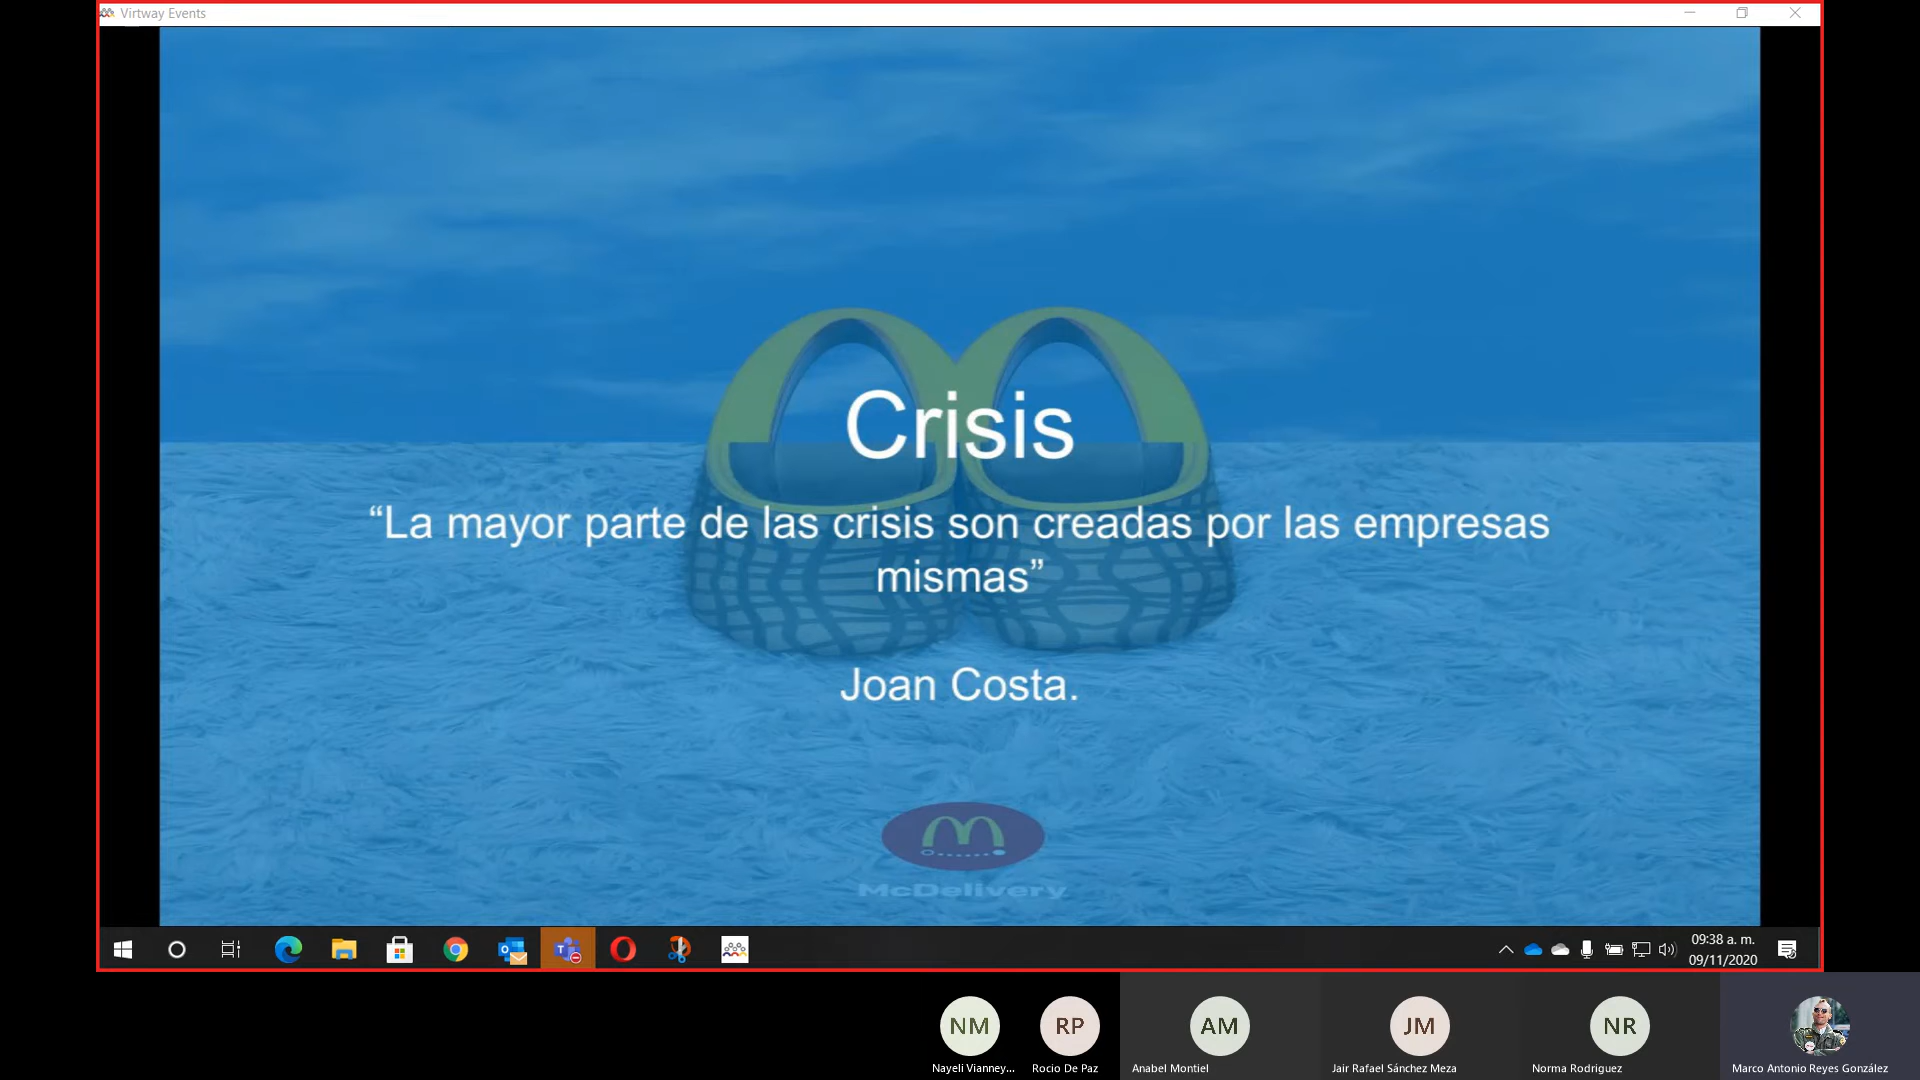 Virtway Events
Crisis
“La mayor parte de las crisis son creadas por las empresas
mismas”
Joan Costa.
McDelivery
09:38 a. m.
09/11/2020
NM
RP
AM
JM
NR
Nayeli Vianney...
Rocio De Paz
Anabel Montiel
Jair Rafael Sánchez Meza
Norma Rodriguez
Marco Antonio Reyes González